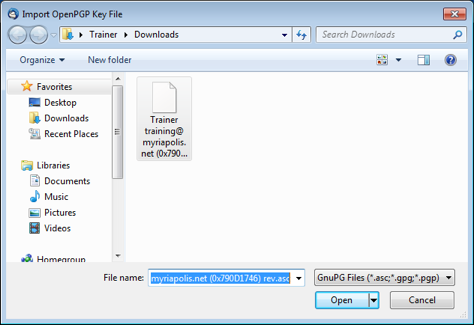 Import OpenPGP Key File
Trainer ▸ Downloads
Search Downloads
Organize
New folder
Favorites
Desktop
Downloads
Recent Places
Libraries
Documents
Music
Pictures
Videos
Homegroup
Trainer
training@
myriapolis.
net (0x790...
File name:
myriapolis.net (0x790D1746) rev.asc
GnuPG Files (*.asc;*.gpg;*.pgp)
Open
Cancel